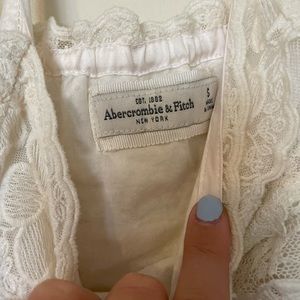 EST. 1892
Abercrombie & Fitch
NEW YORK
S